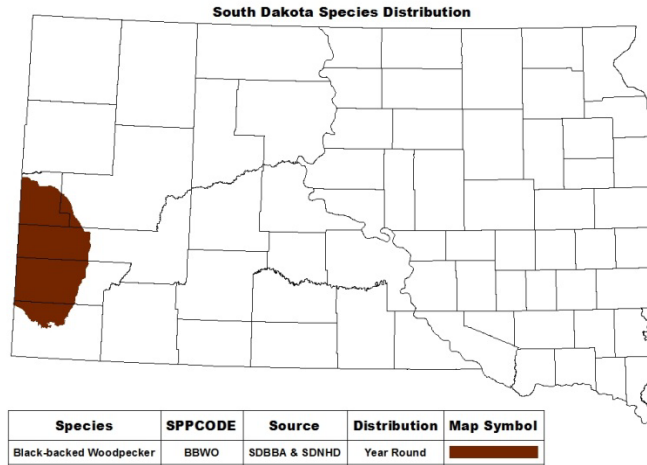 South Dakota Species Distribution
Species SPPCODE Source Distribution Map Symbol
Black-backed Woodpecker BBWO SDBBA & SDNHD Year Round